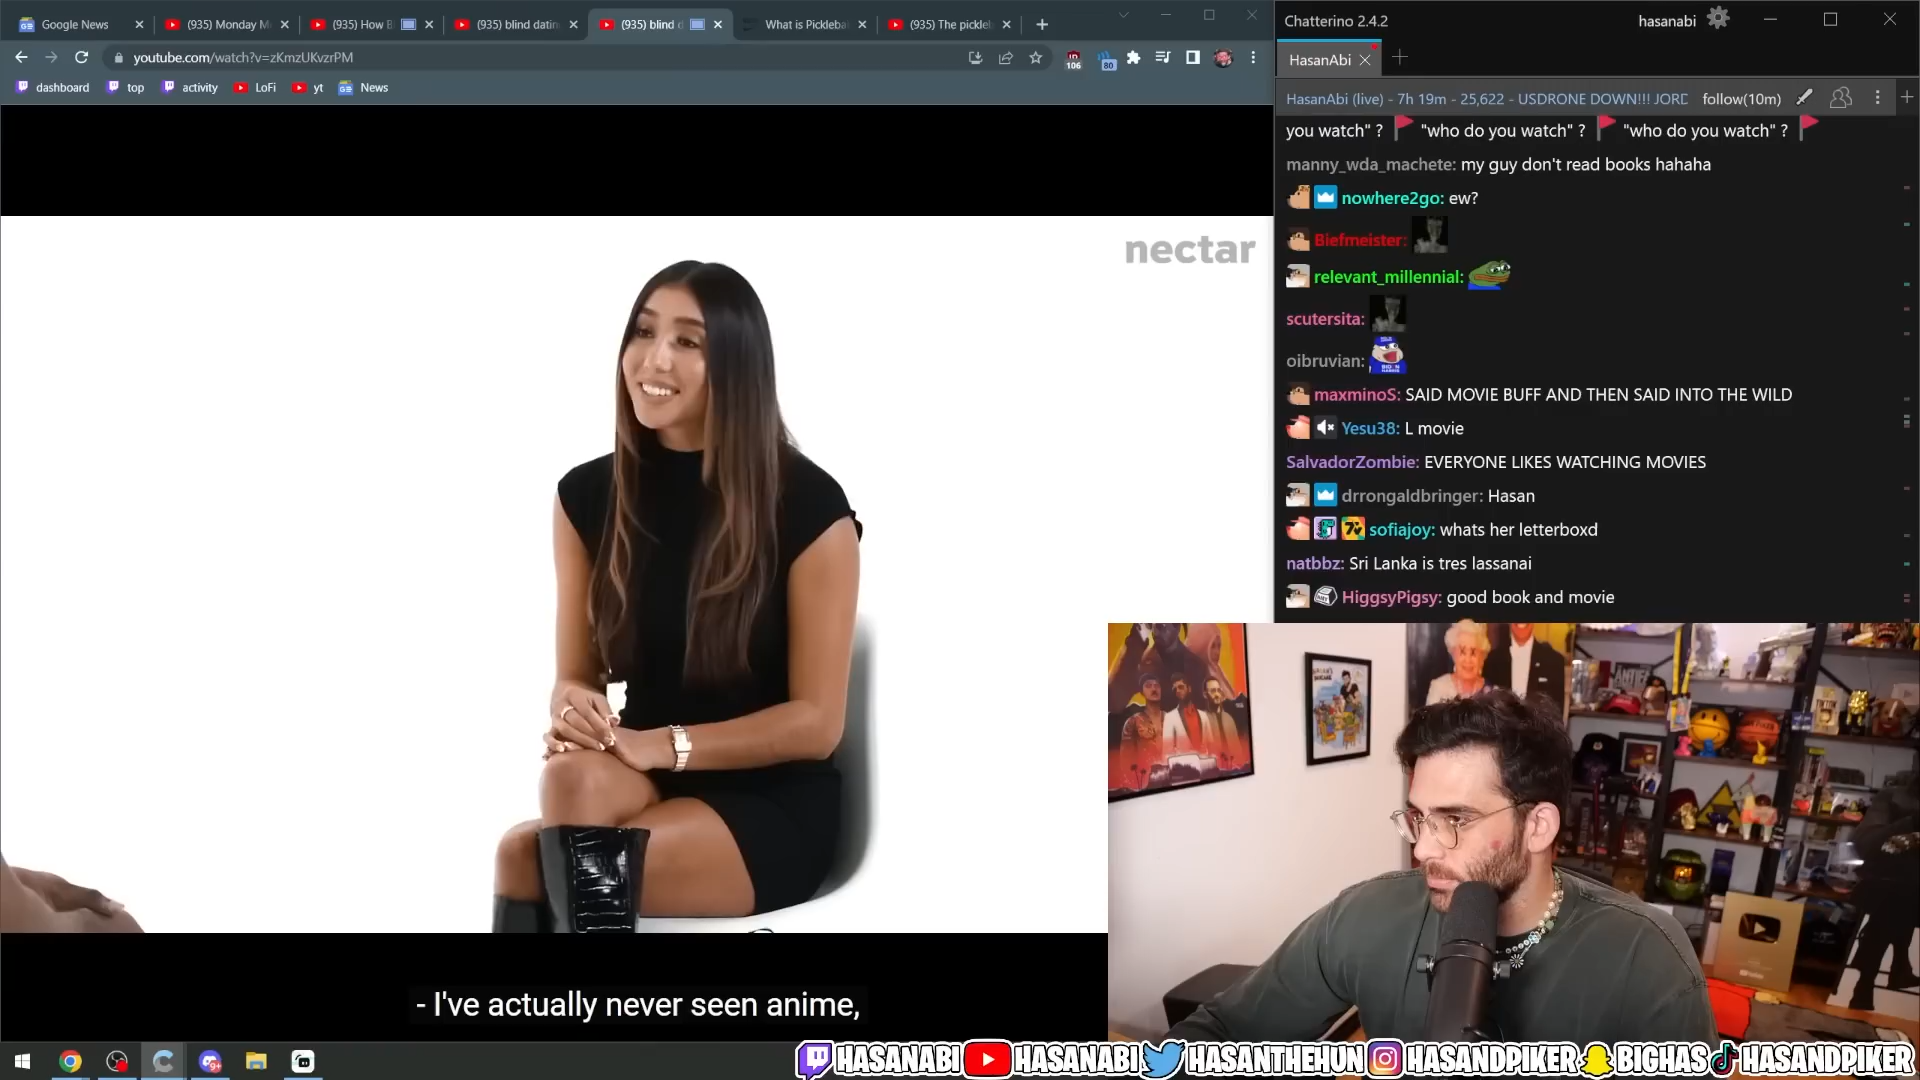 Google News
(935) Monday M
(935) How B
(935) blind datin
(935) blind d
What is Pickleba
(935) The pickle
youtube.com/watch?v=zKmzUKvzrPM
106
80
dashboard
top
activity
LoFi
yt
News
nectar
- I've actually never seen anime,
Chatterino 2.4.2
hasanabi
HasanAbi
HasanAbi (live) - 7h 19m - 25,622 - USDRONE DOWN!!! JORD
follow(10m)
you watch" ? "who do you watch" ? "who do you watch" ?
manny_wda_machete: my guy don't read books hahaha
nowhere2go: ew?
Biefmeister:
relevant_millennial:
scutersita:
oibruvian:
maxminoS: SAID MOVIE BUFF AND THEN SAID INTO THE WILD
Yesu38: L movie
SalvadorZombie: EVERYONE LIKES WATCHING MOVIES
drrongaldbringer: Hasan
sofiajoy: whats her letterboxd
natbbz: Sri Lanka is tres lassanai
HiggsyPigsy: good book and movie
HASANABI HASANABI HASANTHEHUN HASANDPIKER BIGHAS HASANDPIKER